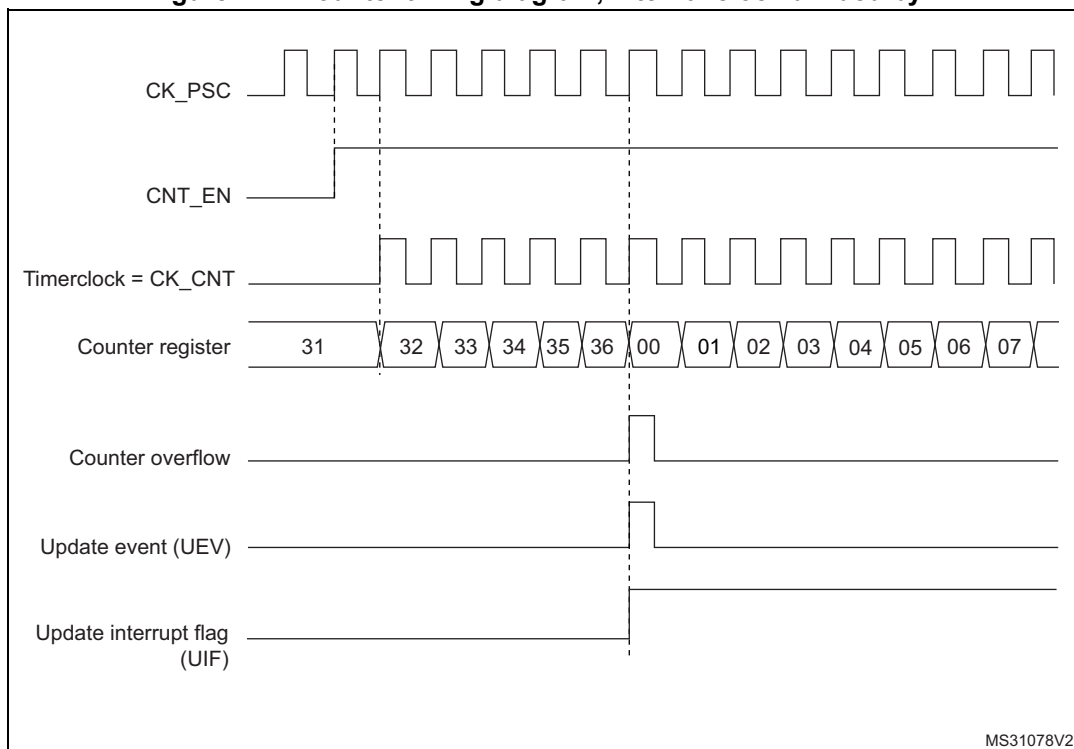 CK_PSC
CNT_EN
Timerclock = CK_CNT
Counter register 31 32 33 34 35 36 00 01 02 03 04 05 06 07
Counter overflow
Update event (UEV)
Update interrupt flag
(UIF)
MS31078V2